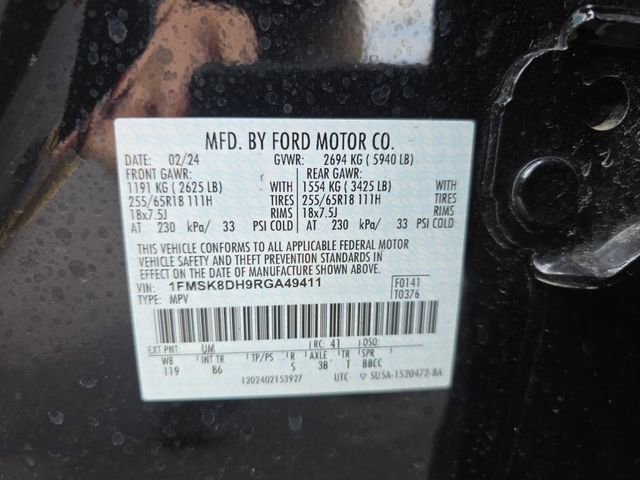 MFD. BY FORD MOTOR CO.
DATE: 02/24 GVWR: 2694 KG ( 5940 LB)
FRONT GAWR: REAR GAWR:
1191 KG ( 2625 LB) WITH 1554 KG ( 3425 LB) WITH
255/65R18 111H TIRES 255/65R18 111H TIRES
18x7.5J RIMS 18x7.5J RIMS
AT 230 kPa/ 33 PSI COLD AT 230 kPa/ 33 PSI COLD
THIS VEHICLE CONFORMS TO ALL APPLICABLE FEDERAL MOTOR
VEHICLE SAFETY AND THEFT PREVENTION STANDARDS IN
EFFECT ON THE DATE OF MANUFACTURE SHOWN ABOVE.
VIN: 1FMSK8DH9RGA49411 F0141
TYPE: MPV T0376
EXT PNT: UM RC: 41 DSO:
WB INT TR TP/PS R AXLE TR SPR
119 86 5 3B T BBCC
1202402153927 UTC 5U5A-1520472-BA